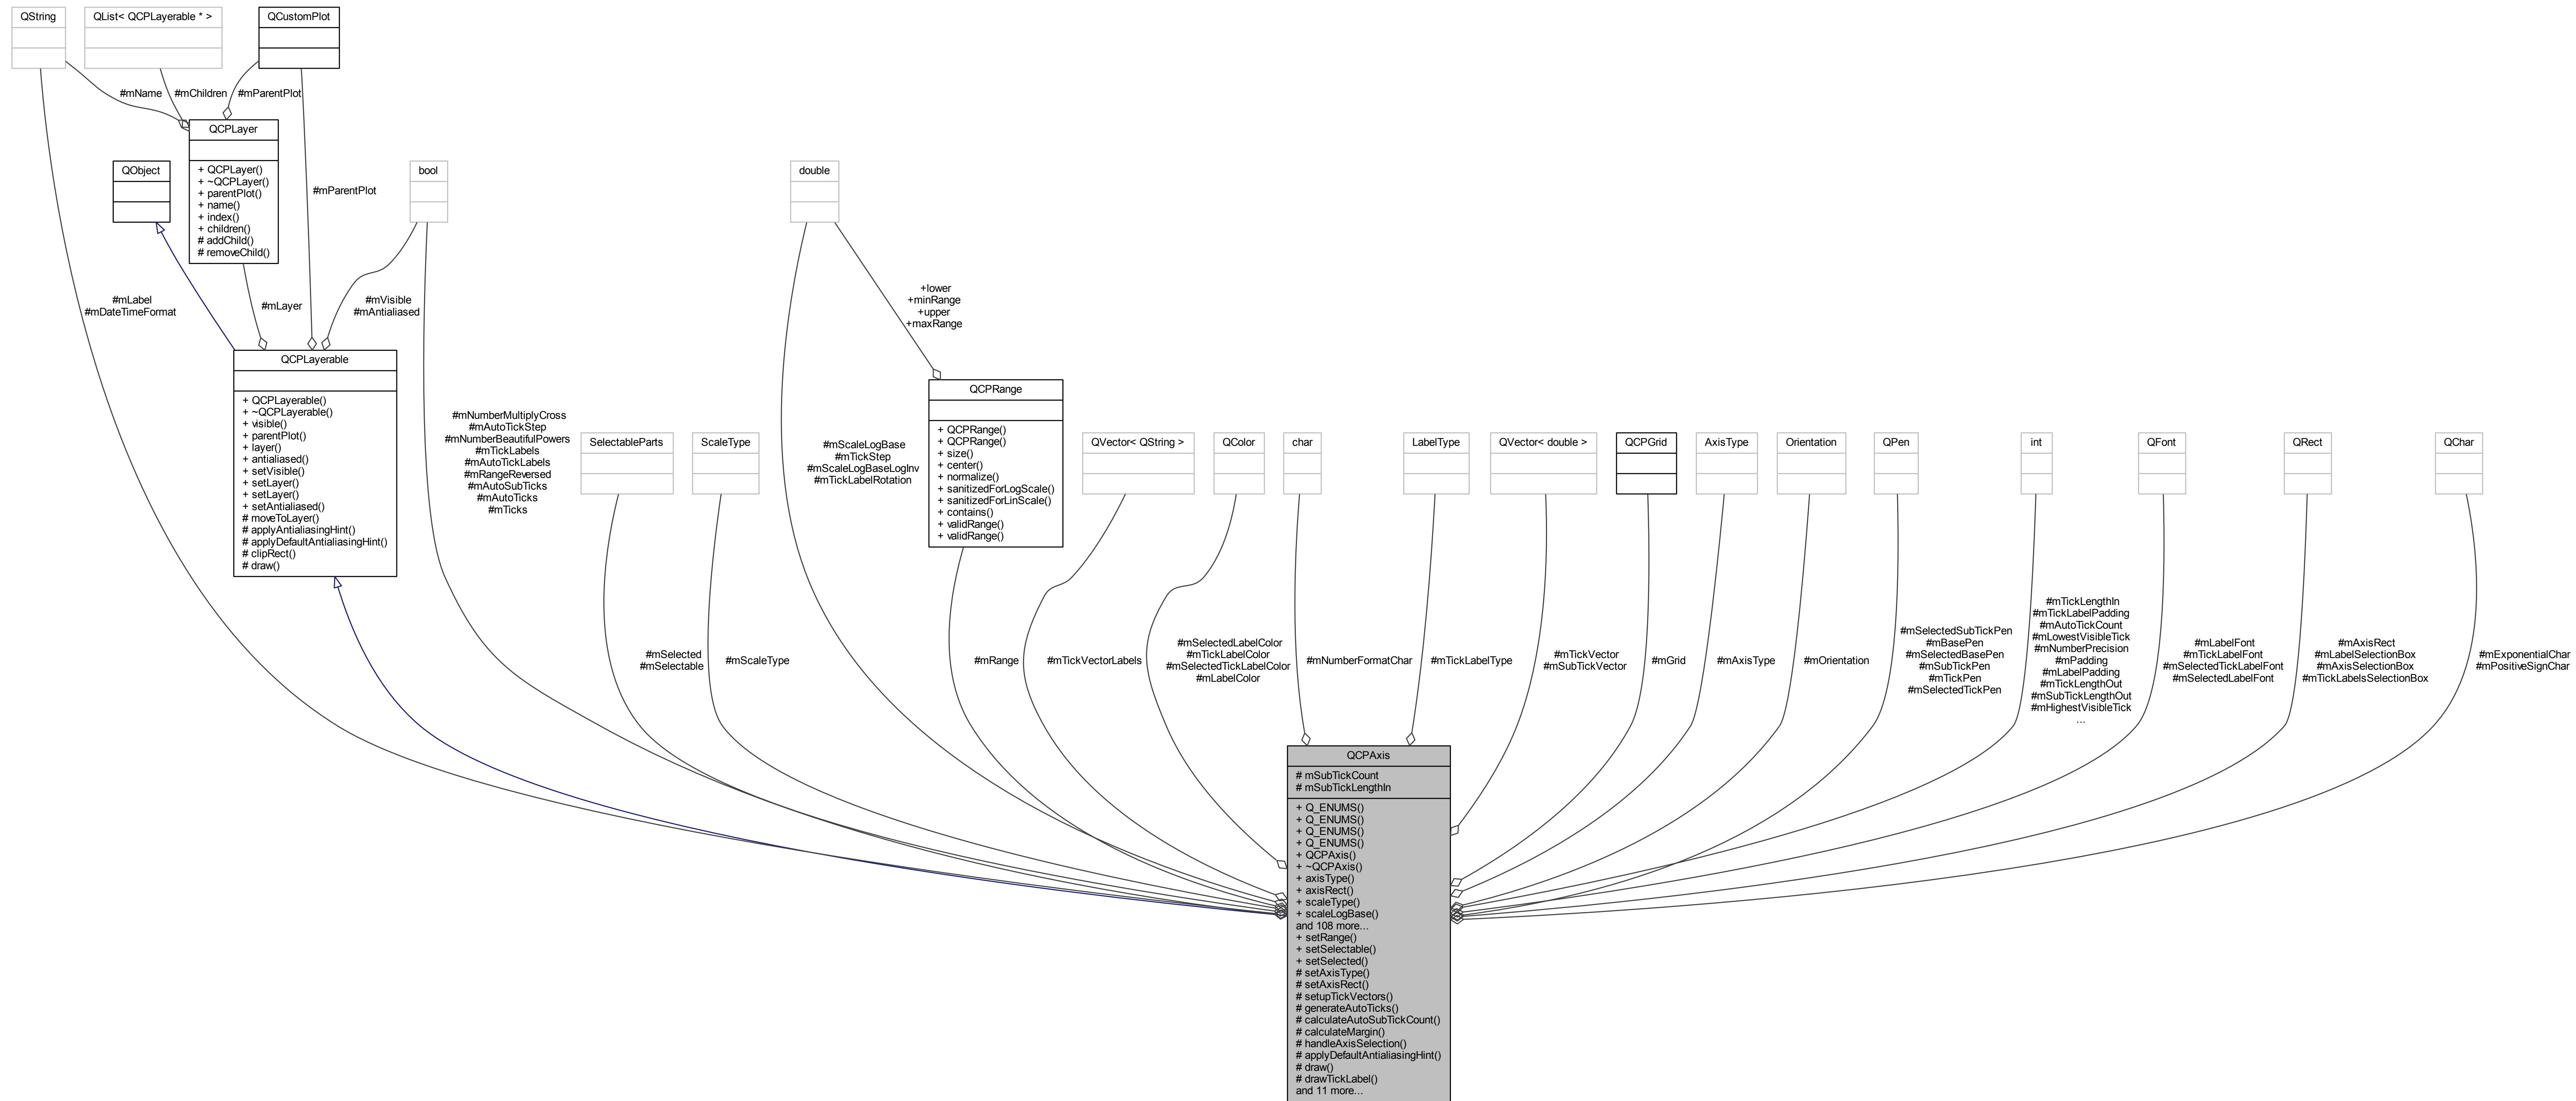 QString
QList< QCPLayerable * >
QCustomPlot
#mName
#mChildren
#mParentPlot
QCPLayer
+ QCPLayer()
+ ~QCPLayer()
+ parentPlot()
+ name()
+ index()
+ children()
# addChild()
# removeChild()
QObject
#mParentPlot
bool
double
#mLabel
#mDateTimeFormat
#mLayer
#mVisible
#mAntialiased
+lower
+minRange
+upper
+maxRange
QCPLayerable
+ QCPLayerable()
+ ~QCPLayerable()
+ visible()
+ parentPlot()
+ layer()
+ antialiased()
+ setVisible()
+ setLayer()
+ setLayer()
+ setAntialiased()
# moveToLayer()
# applyAntialiasingHint()
# applyDefaultAntialiasingHint()
# clipRect()
# draw()
#mNumberMultiplyCross
#mAutoTickStep
#mNumberBeautifulPowers
#mTickLabels
#mAutoTickLabels
#mRangeReversed
#mAutoSubTicks
#mAutoTicks
#mTicks
SelectableParts
ScaleType
#mScaleLogBase
#mTickStep
#mScaleLogBaseLogInv
#mTickLabelRotation
QCPRange
+ QCPRange()
+ QCPRange()
+ size()
+ center()
+ normalize()
+ sanitizedForLogScale()
+ sanitizedForLinScale()
+ contains()
+ validRange()
+ validRange()
QVector< QString >
QColor
char
LabelType
QVector< double >
QCPGrid
AxisType
Orientation
QPen
int
QFont
QRect
QChar
#mSelected
#mSelectable
#mScaleType
#mRange
#mTickVectorLabels
#mSelectedLabelColor
#mTickLabelColor
#mSelectedTickLabelColor
#mLabelColor
#mNumberFormatChar
#mTickLabelType
#mTickVector
#mSubTickVector
#mGrid
#mAxisType
#mOrientation
#mSelectedSubTickPen
#mBasePen
#mSelectedBasePen
#mSubTickPen
#mTickPen
#mSelectedTickPen
#mTickLengthIn
#mTickLabelPadding
#mAutoTickCount
#mLowestVisibleTick
#mNumberPrecision
#mPadding
#mLabelPadding
#mTickLengthOut
#mSubTickLengthOut
#mHighestVisibleTick
...
#mLabelFont
#mTickLabelFont
#mSelectedTickLabelFont
#mSelectedLabelFont
#mAxisRect
#mLabelSelectionBox
#mAxisSelectionBox
#mTickLabelsSelectionBox
#mExponentialChar
#mPositiveSignChar
QCPAxis
# mSubTickCount
# mSubTickLengthIn
+ Q_ENUMS()
+ Q_ENUMS()
+ Q_ENUMS()
+ Q_ENUMS()
+ QCPAxis()
+ ~QCPAxis()
+ axisType()
+ axisRect()
+ scaleType()
+ scaleLogBase()
and 108 more...
+ setRange()
+ setSelectable()
+ setSelected()
# setAxisType()
# setAxisRect()
# setupTickVectors()
# generateAutoTicks()
# calculateAutoSubTickCount()
# calculateMargin()
# handleAxisSelection()
# applyDefaultAntialiasingHint()
# draw()
# drawTickLabel()
and 11 more...